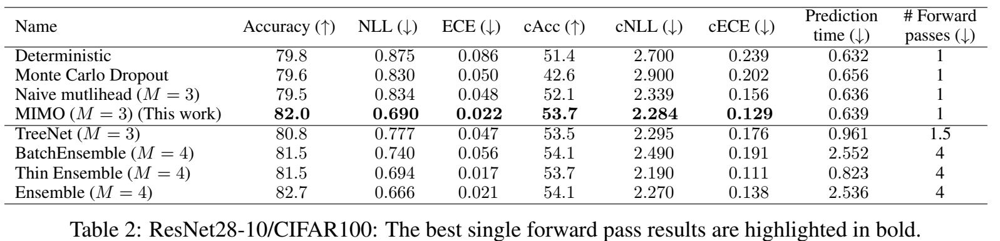 Name Accuracy (↑) NLL (↓) ECE (↓) cAcc (↑) cNLL (↓) cECE (↓) Prediction time (↓) # Forward passes (↓)
Deterministic 79.8 0.875 0.086 51.4 2.700 0.239 0.632 1
Monte Carlo Dropout 79.6 0.830 0.050 42.6 2.900 0.202 0.656 1
Naive mutlihead (M = 3) 79.5 0.834 0.048 52.1 2.339 0.156 0.636 1
MIMO (M = 3) (This work) 82.0 0.690 0.022 53.7 2.284 0.129 0.639 1
TreeNet (M = 3) 80.8 0.777 0.047 53.5 2.295 0.176 0.961 1.5
BatchEnsemble (M = 4) 81.5 0.740 0.056 54.1 2.490 0.191 2.552 4
Thin Ensemble (M = 4) 81.5 0.694 0.017 53.7 2.190 0.111 0.823 4
Ensemble (M = 4) 82.7 0.666 0.021 54.1 2.270 0.138 2.536 4
Table 2: ResNet28-10/CIFAR100: The best single forward pass results are highlighted in bold.